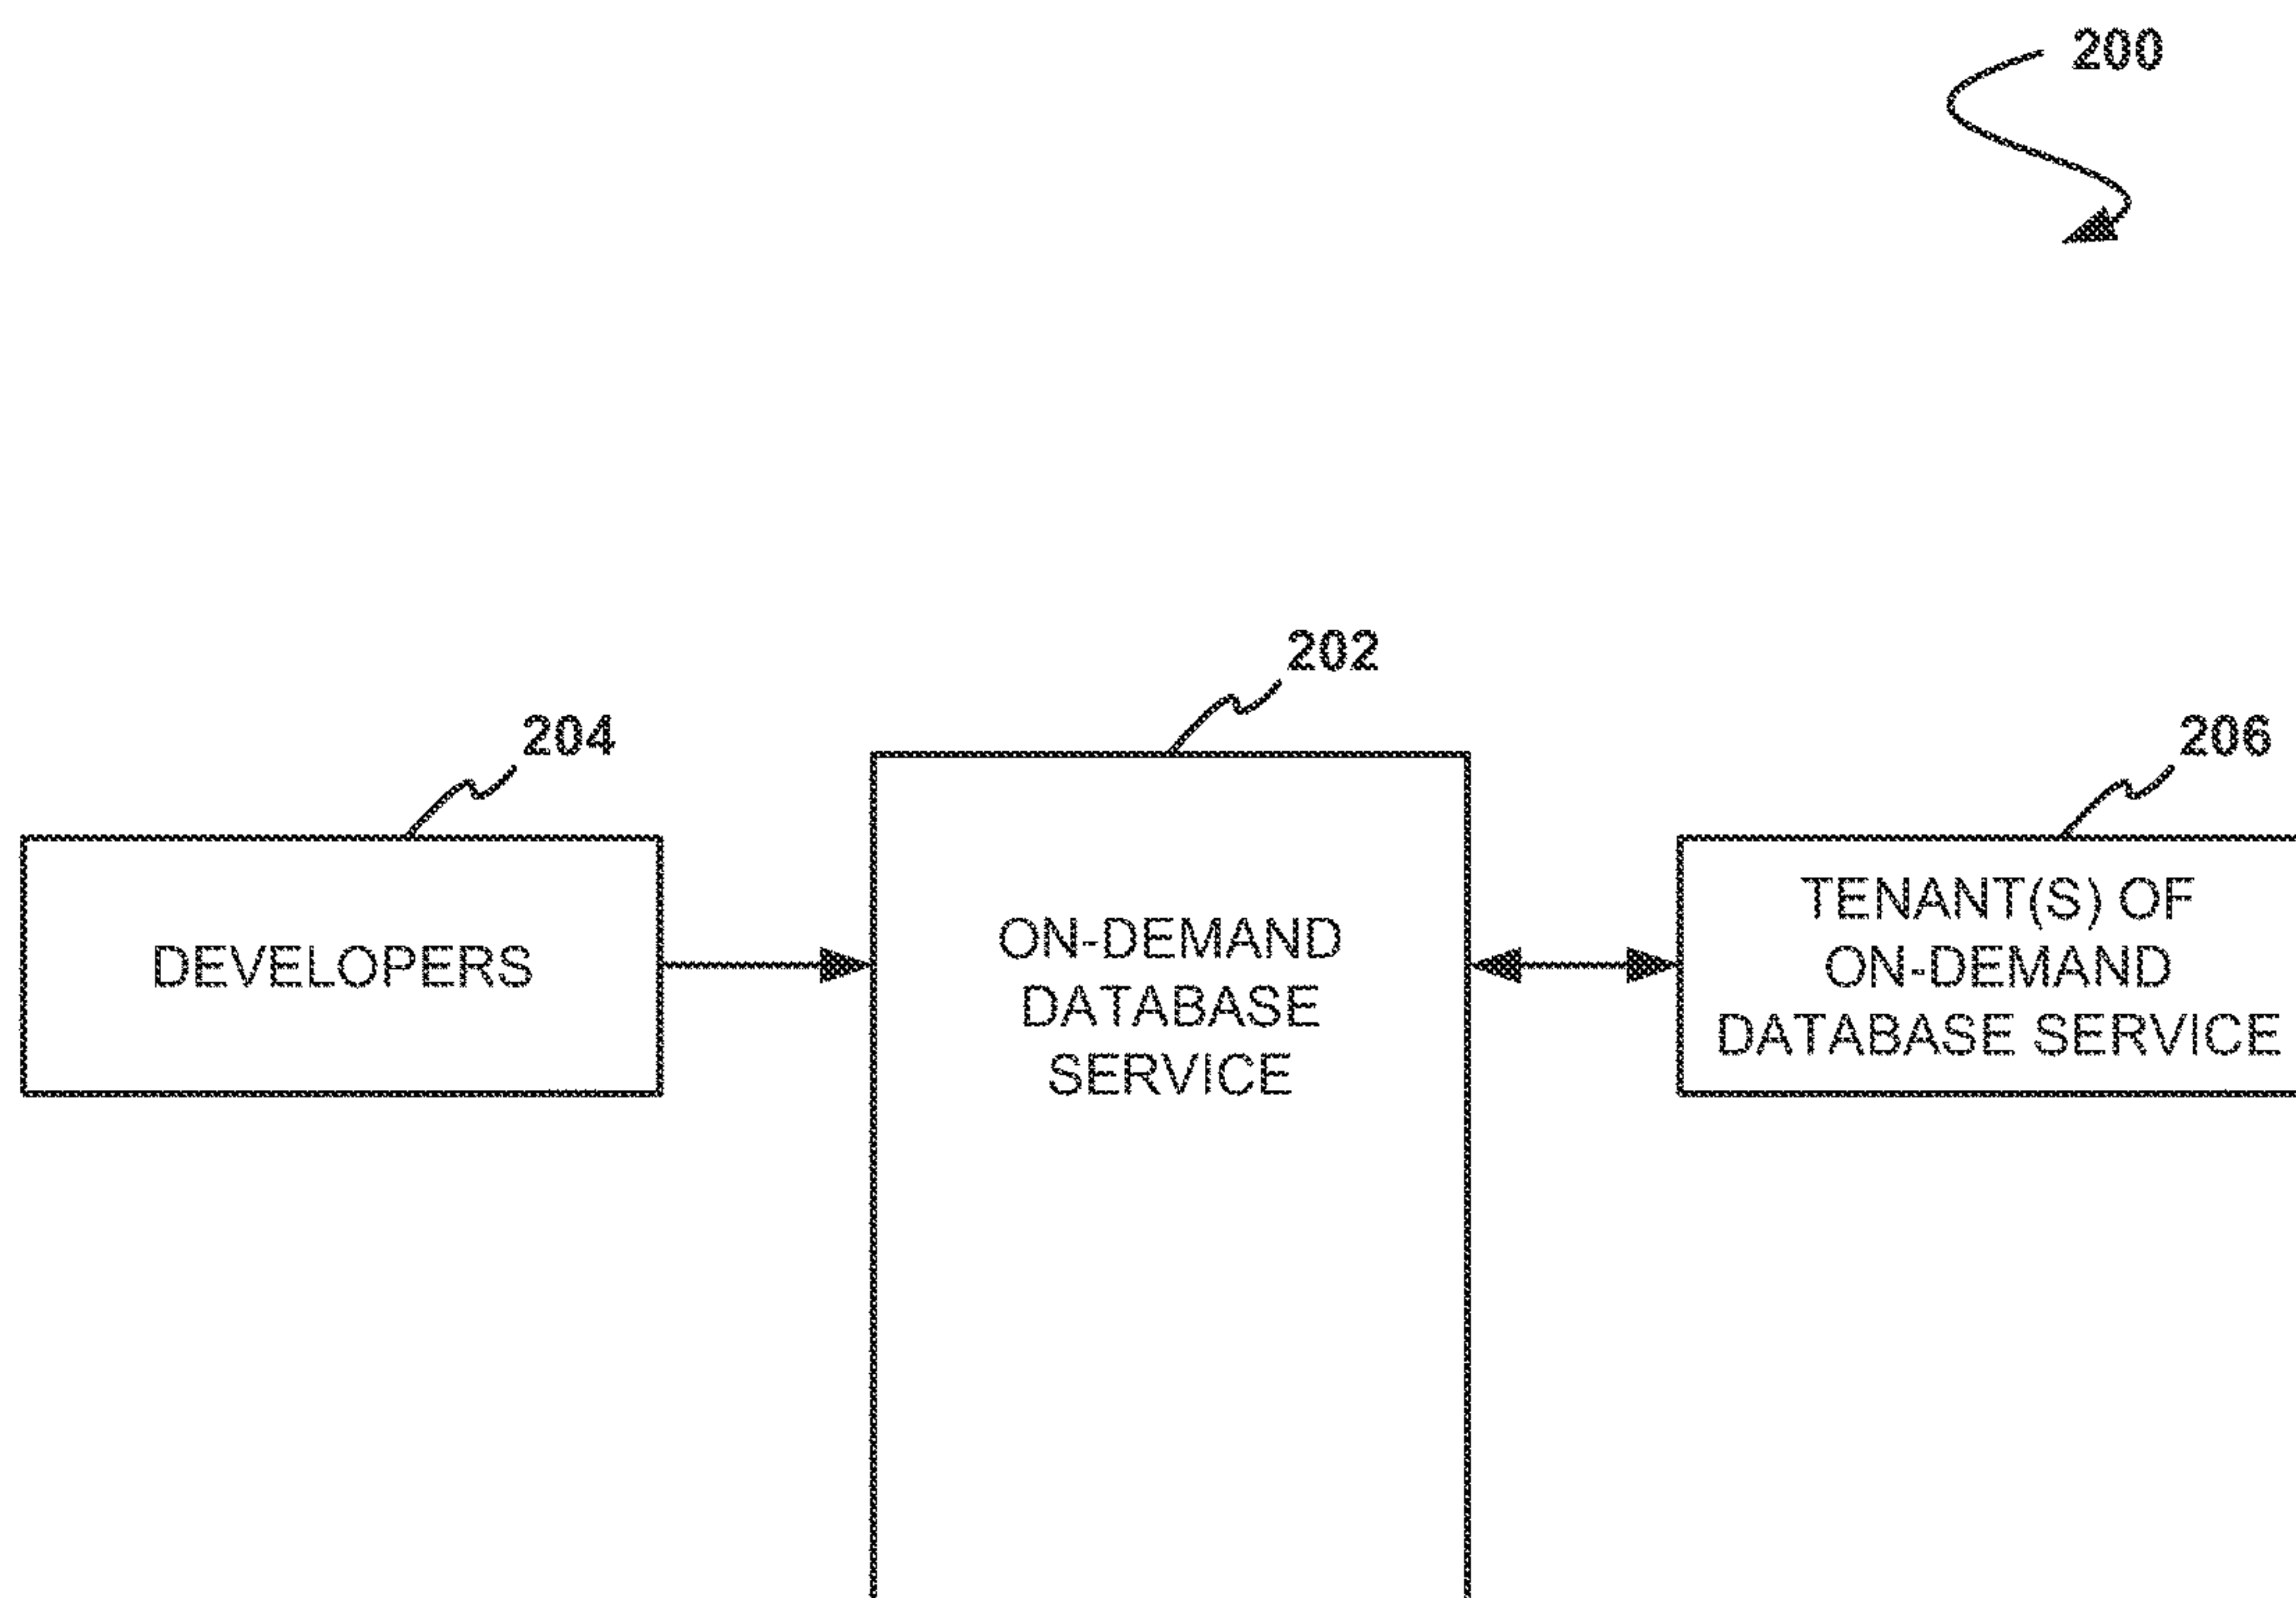 200
202
204
206
DEVELOPERS
ON-DEMAND
DATABASE
SERVICE
TENANT(S) OF
ON-DEMAND
DATABASE SERVICE